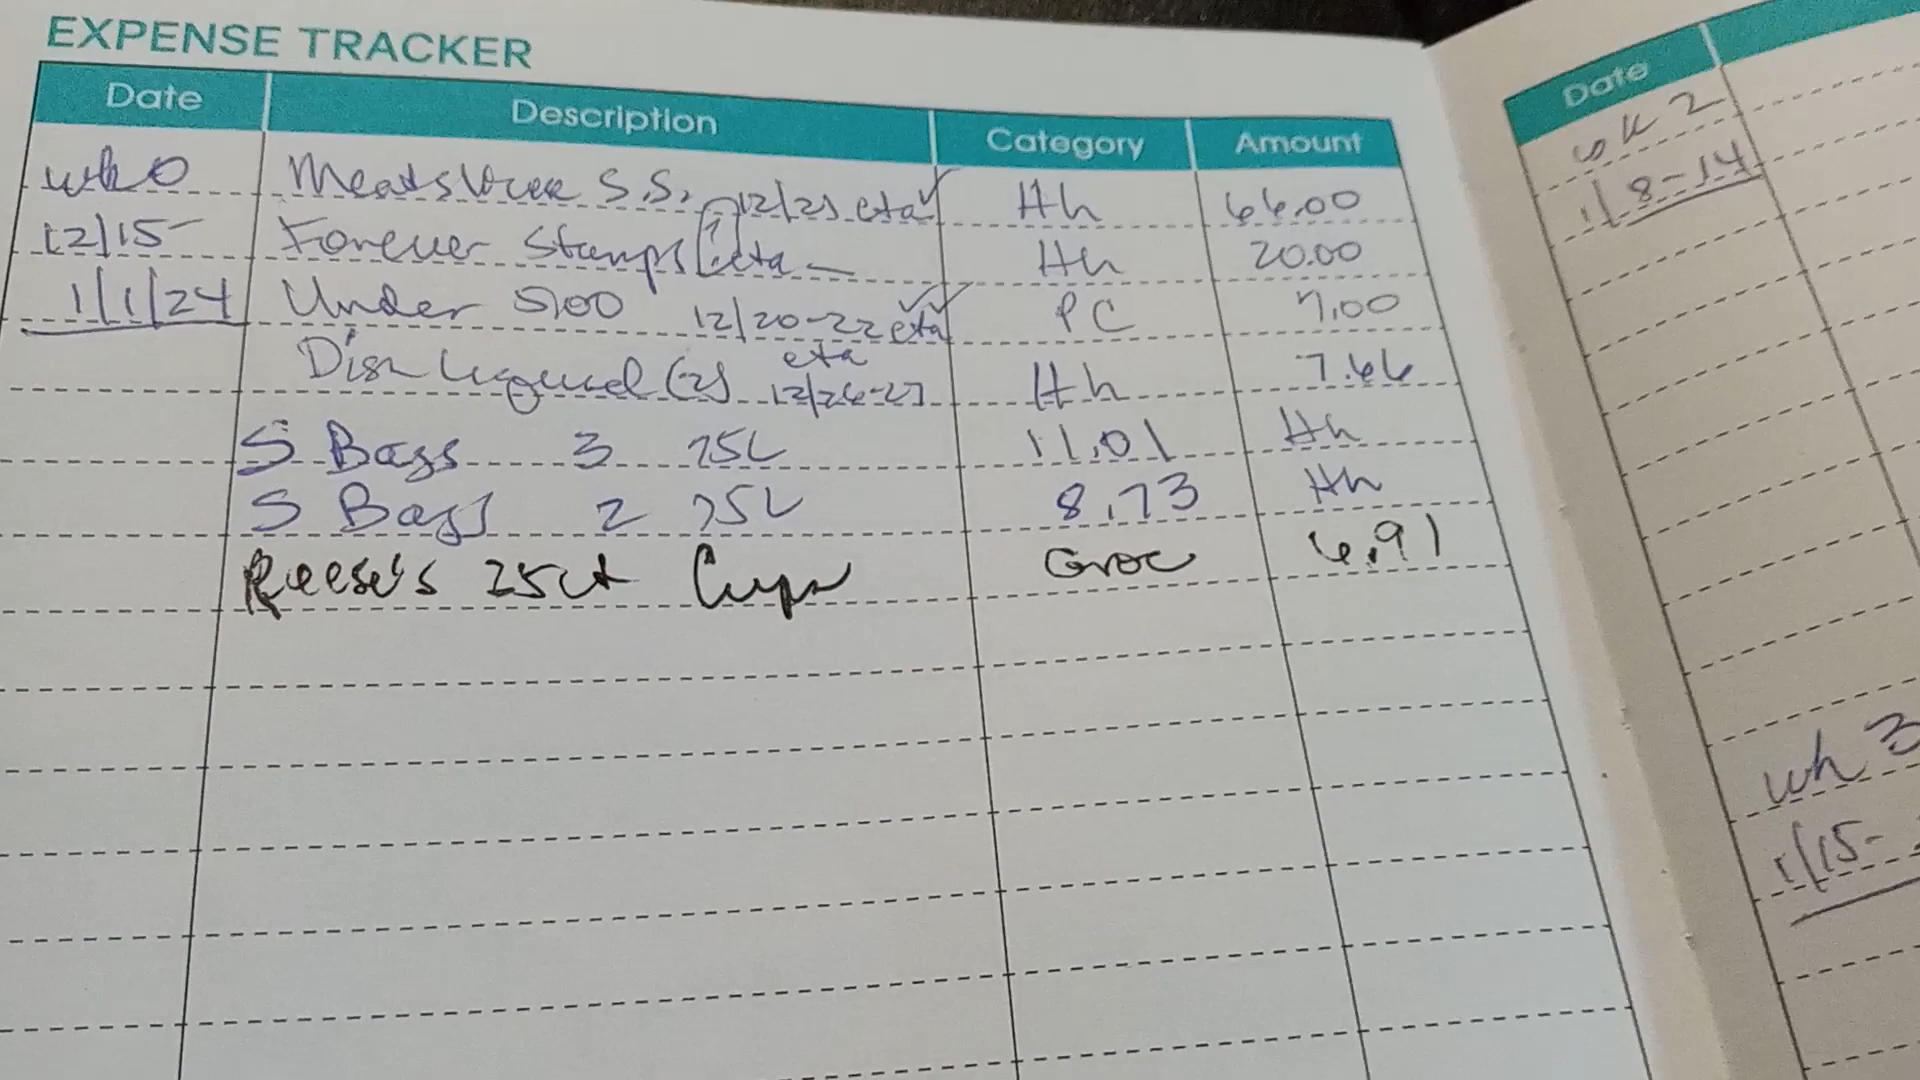 EXPENSE TRACKER
Date Description Category Amount
wk 0 S.S. 12/21 eta ✓ Hh 66.00
12/15 - Forever Stamps [?] eta - Hh 20.00
1/1/24 Under 5.00 12/20-22 eta ✓✓ PC 7.00
Dish (2) eta 12/26-27 Hh 7.66
S Bags 3 75L 11.01 Hh
S Bags 2 75L 8.73 Hh
Reese's 25ct Cups Groc 6.91
Date
wk 2
1/8-14
wk 3
1/15-